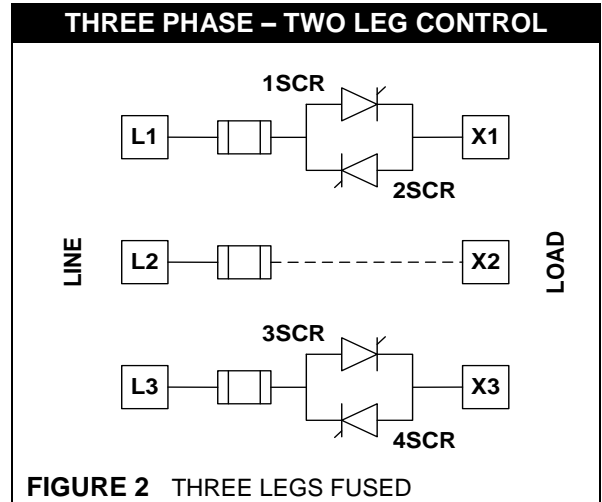 THREE PHASE – TWO LEG CONTROL
1SCR
L1
X1
2SCR
LINE
L2
X2
LOAD
3SCR
L3
X3
4SCR
FIGURE 2 THREE LEGS FUSED